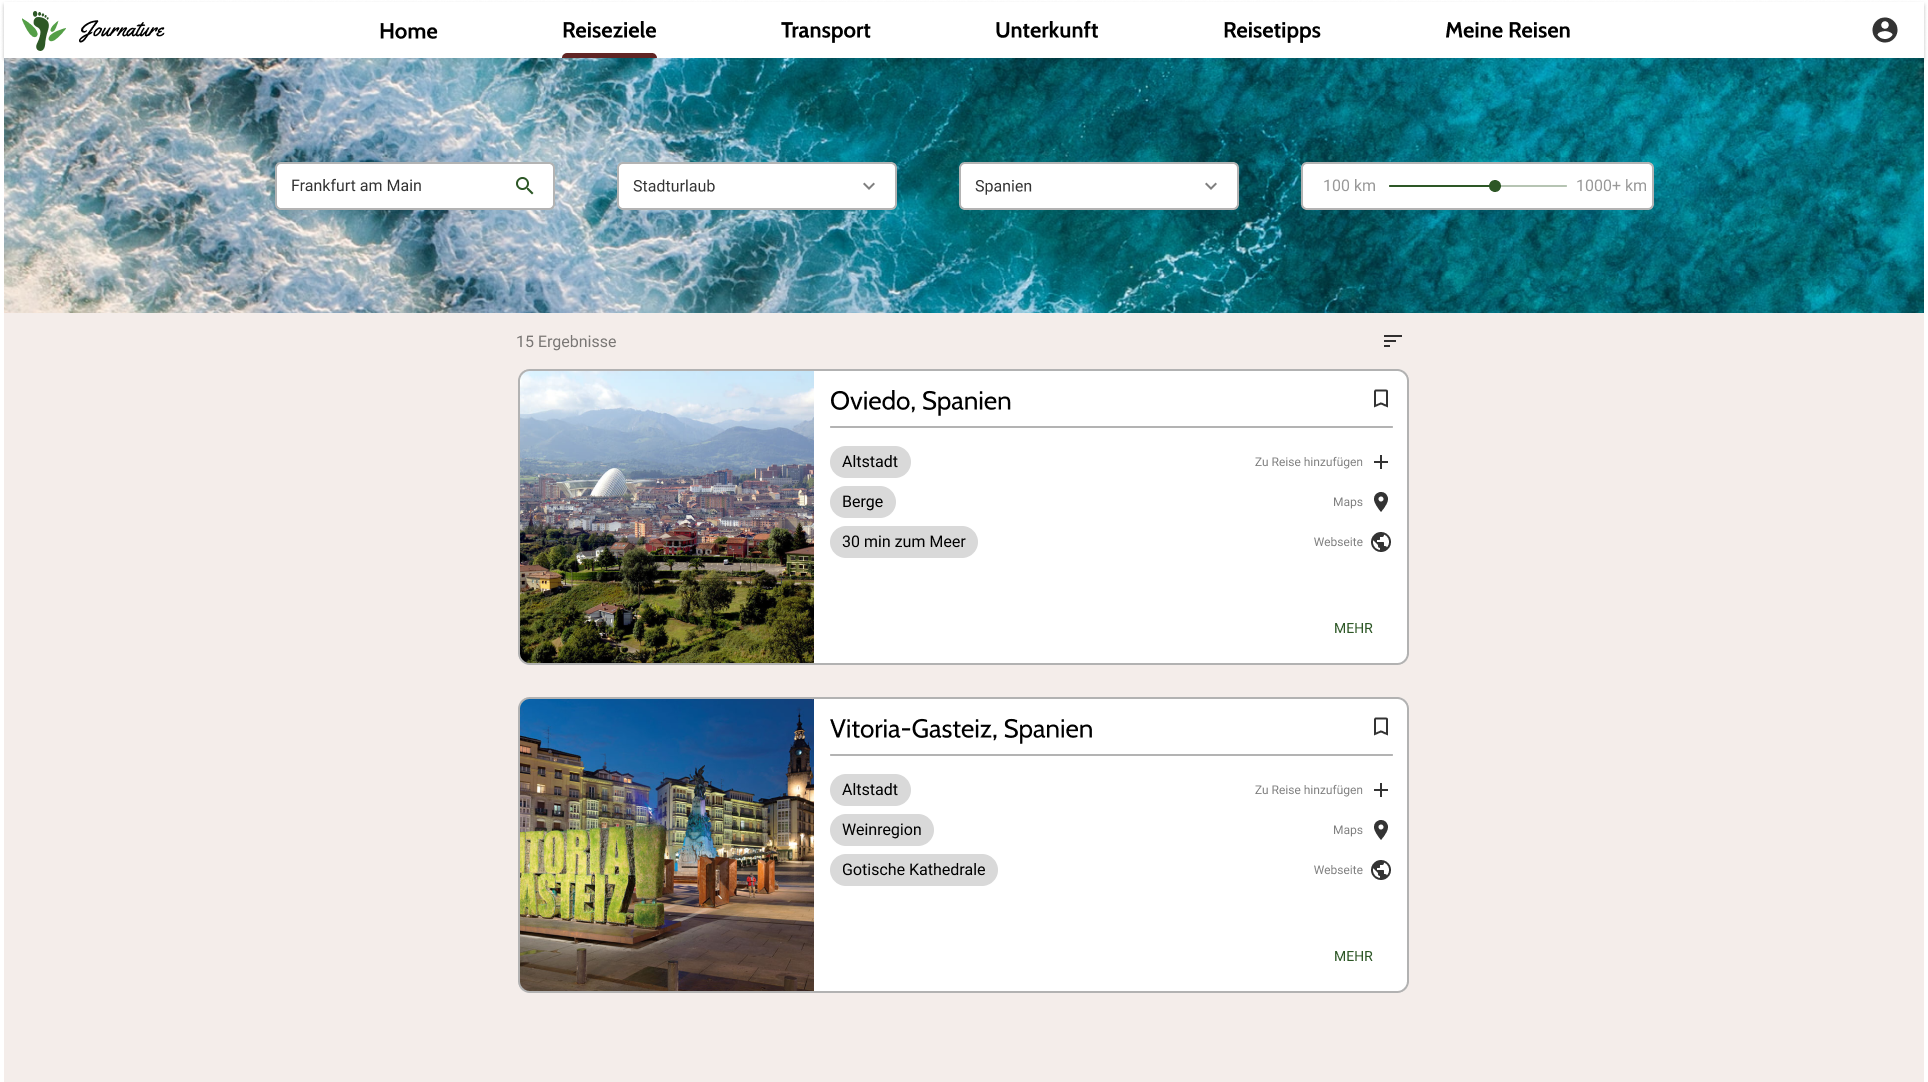 Journature
Home
Reiseziele
Transport
Unterkunft
Reisetipps
Meine Reisen
Frankfurt am Main
Stadturlaub
Spanien
100 km
1000+ km
15 Ergebnisse
Oviedo, Spanien
Altstadt
Zu Reise hinzufügen
Berge
Maps
30 min zum Meer
Webseite
MEHR
TORIA
ASTEIZ
Vitoria-Gasteiz, Spanien
Altstadt
Zu Reise hinzufügen
Weinregion
Maps
Gotische Kathedrale
Webseite
MEHR